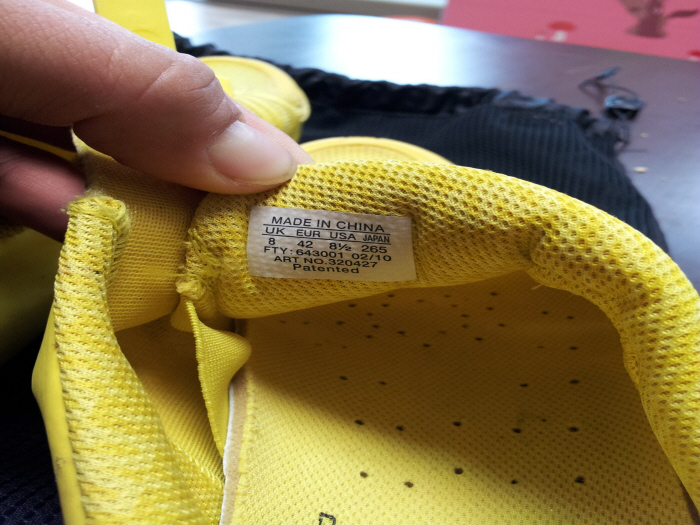 MADE IN CHINA
UK EUR USA JAPAN
8 42 8½ 265
FTY:643001 02/10
ART NO.320427
Patented